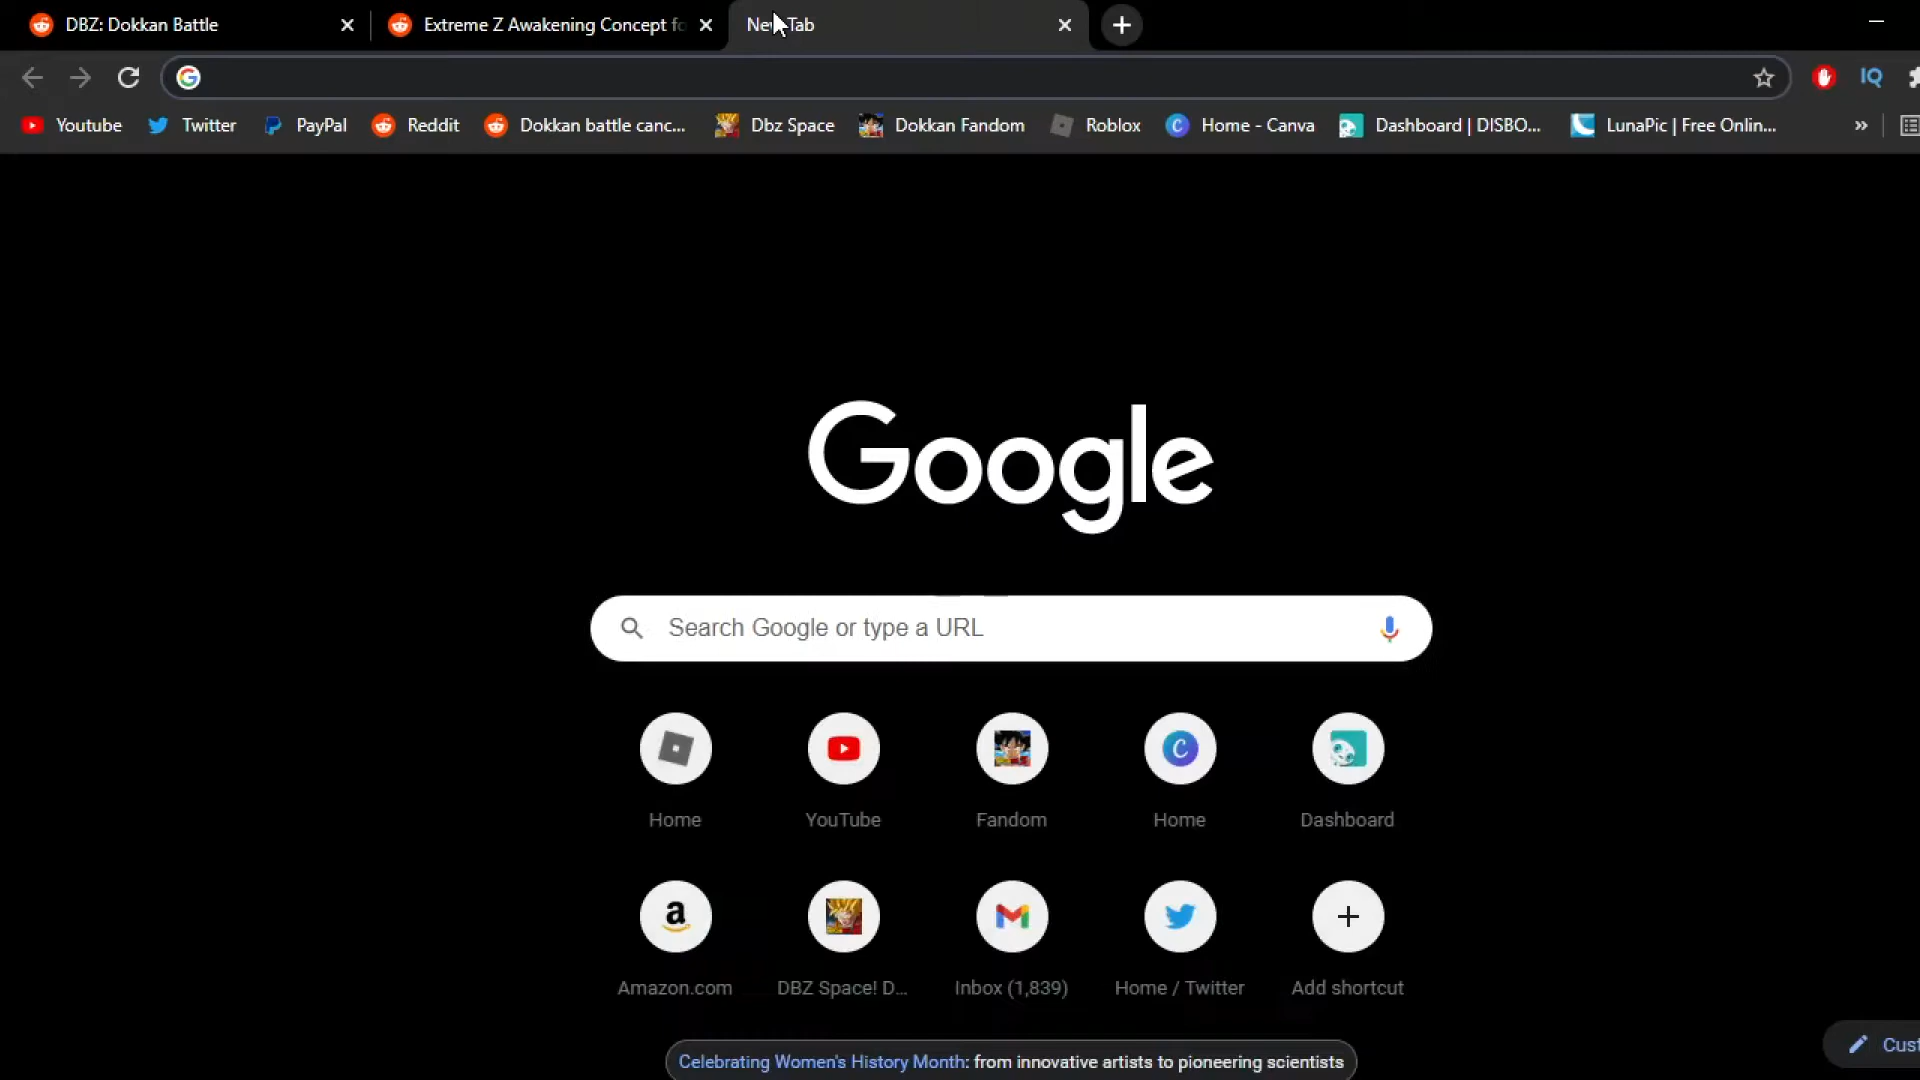 DBZ: Dokkan Battle
Extreme Z Awakening Concept fo
New Tab
IQ
Youtube
Twitter
PayPal
Reddit
Dokkan battle canc...
Dbz Space
Dokkan Fandom
Roblox
Home - Canva
Dashboard | DISBO...
LunaPic | Free Onlin...
»
Google
Search Google or type a URL
Home
YouTube
Fandom
Home
Dashboard
Amazon.com
DBZ Space! D...
Inbox (1,839)
Home / Twitter
Add shortcut
Celebrating Women's History Month: from innovative artists to pioneering scientists
Cust